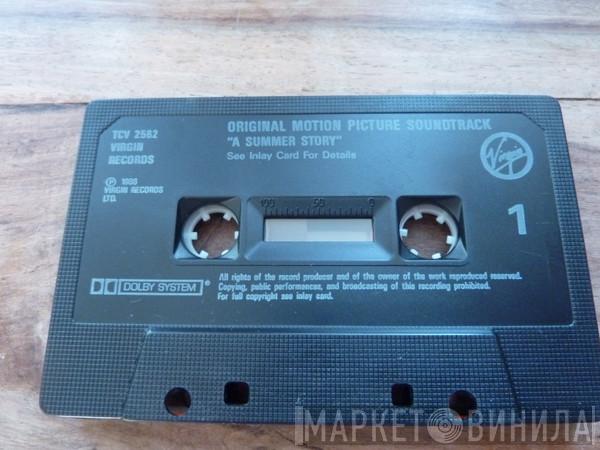 TCV 2562
VIRGIN
RECORDS
ORIGINAL MOTION PICTURE SOUNDTRACK
"A SUMMER STORY"
See Inlay Card For Details
Virgin
℗ 1988
VIRGIN RECORDS
LTD.
1
100 50 0
DOLBY SYSTEM®
All rights of the record producer and of the owner of the work reproduced reserved.
Copying, public performances, and broadcasting of this recording prohibited.
For full copyright see inlay card.
МАРКЕТ ВИНИЛА